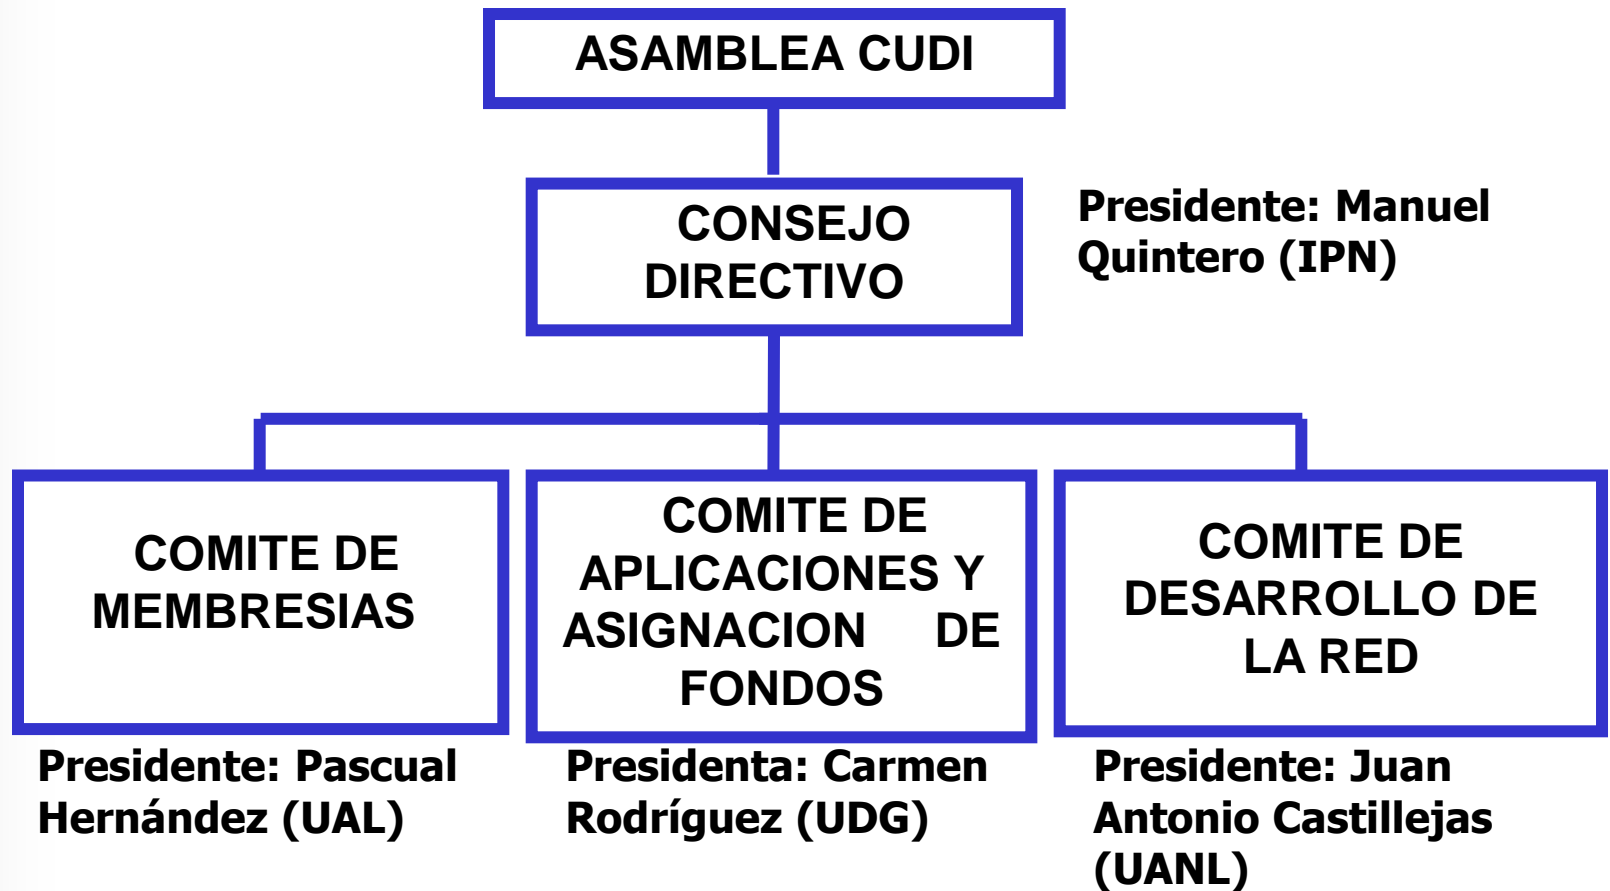 ASAMBLEA CUDI
CONSEJO
DIRECTIVO
Presidente: Manuel
Quintero (IPN)
COMITE DE
MEMBRESIAS
Presidente: Pascual
Hernández (UAL)
COMITE DE
APLICACIONES Y
ASIGNACION DE
FONDOS
Presidenta: Carmen
Rodríguez (UDG)
COMITE DE
DESARROLLO DE
LA RED
Presidente: Juan
Antonio Castillejas
(UANL)